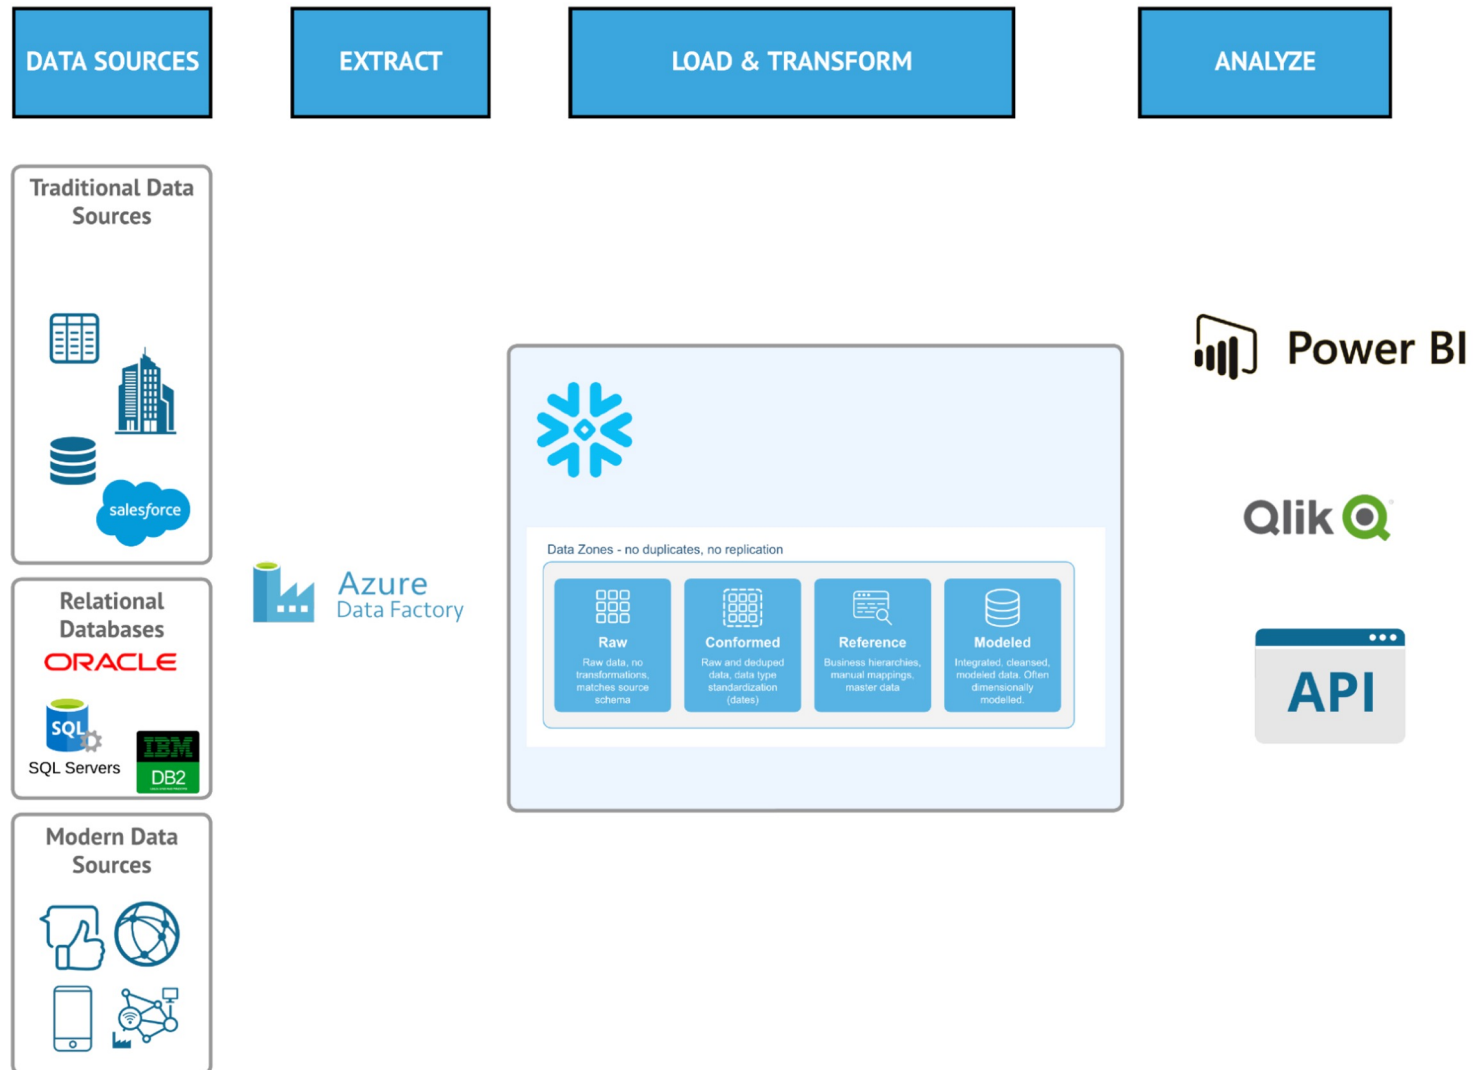 DATA SOURCES
EXTRACT
LOAD & TRANSFORM
ANALYZE
Traditional Data
Sources
salesforce
Relational
Databases
ORACLE
SQL
SQL Servers
IBM
DB2
Modern Data
Sources
Azure
Data Factory
Data Zones - no duplicates, no replication
Raw
Raw data, no
transformations,
matches source
schema
Conformed
Raw and deduped
data, data type
standardization
(dates)
Reference
Business hierarchies,
manual mappings,
master data
Modeled
Integrated, cleansed,
modeled data. Often
dimensionally
modelled.
Power BI
Qlik
API